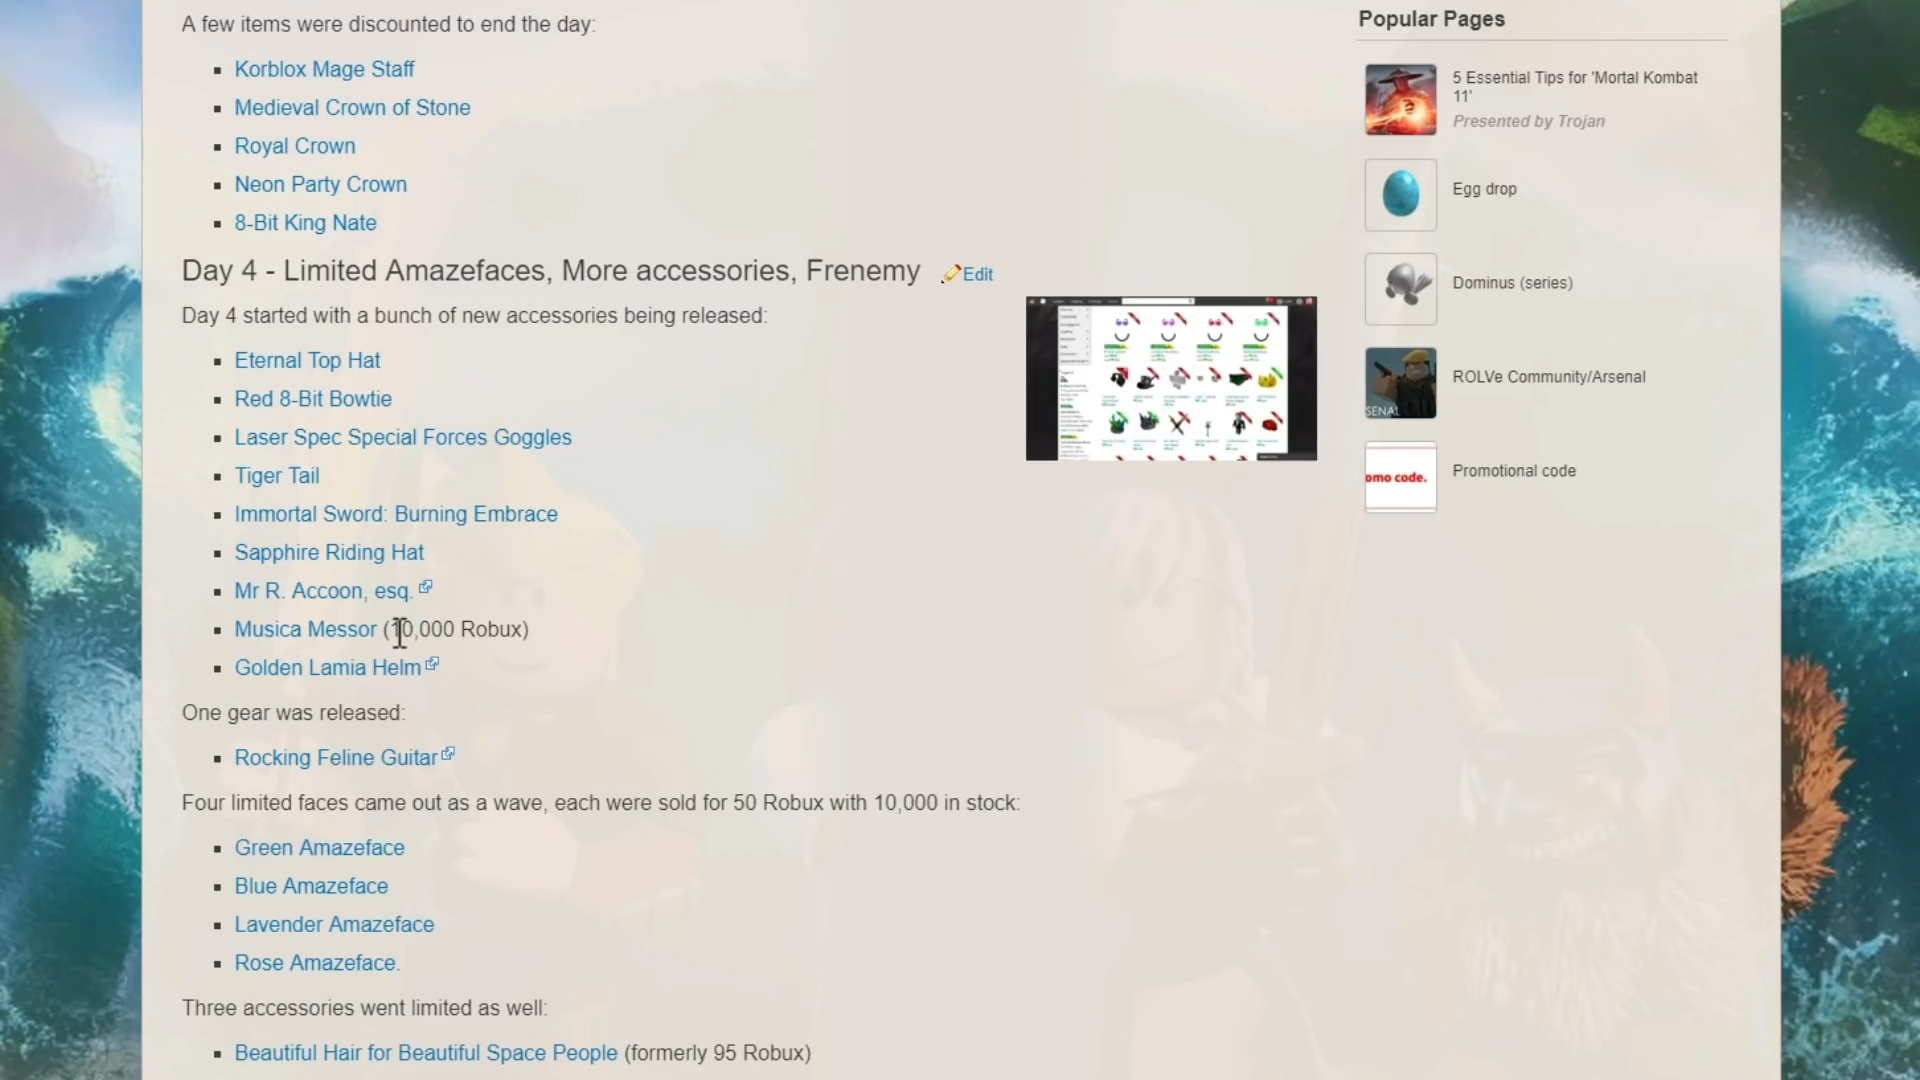 A few items were discounted to end the day:
Korblox Mage Staff
Medieval Crown of Stone
Royal Crown
Neon Party Crown
8-Bit King Nate
Day 4 - Limited Amazefaces, More accessories, Frenemy Edit
Day 4 started with a bunch of new accessories being released:
Eternal Top Hat
Red 8-Bit Bowtie
Laser Spec Special Forces Goggles
Tiger Tail
Immortal Sword: Burning Embrace
Sapphire Riding Hat
Mr R. Accoon, esq.
Musica Messor (10,000 Robux)
Golden Lamia Helm
One gear was released:
Rocking Feline Guitar
Four limited faces came out as a wave, each were sold for 50 Robux with 10,000 in stock:
Green Amazeface
Blue Amazeface
Lavender Amazeface
Rose Amazeface.
Three accessories went limited as well:
Beautiful Hair for Beautiful Space People (formerly 95 Robux)
Popular Pages
5 Essential Tips for 'Mortal Kombat
11'
Presented by Trojan
Egg drop
Dominus (series)
ROLVe Community/Arsenal
SENAL
Promotional code
omo code.